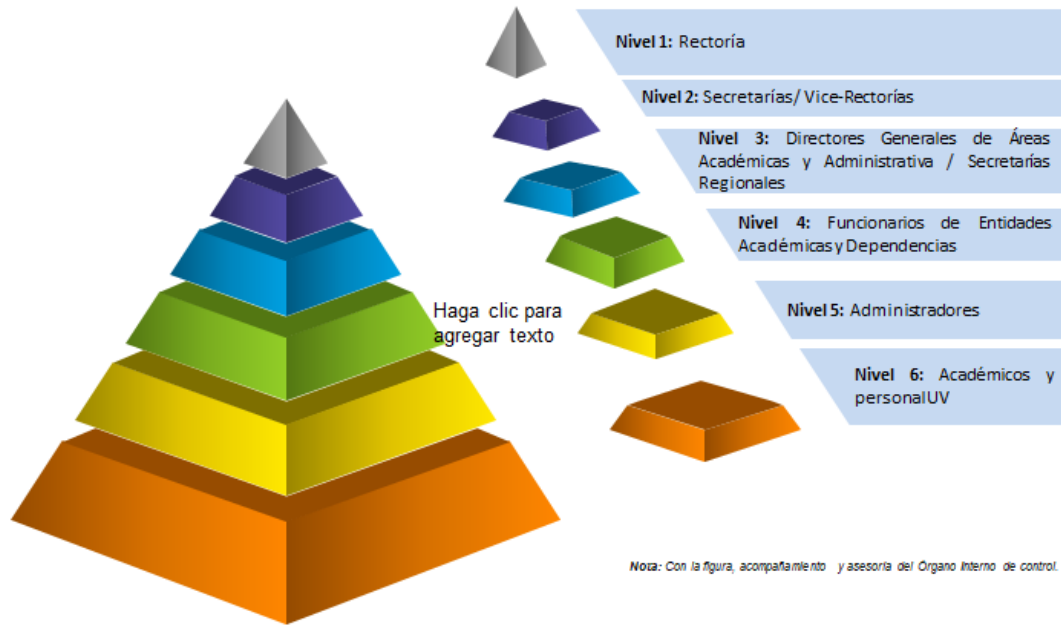 Nivel 1: Rectoría
Nivel 2: Secretarías/ Vice-Rectorías
Nivel 3: Directores Generales de Áreas
Académicas y Administrativa / Secretarías
Regionales
Nivel 4: Funcionarios de Entidades
Académicas y Dependencias
Haga clic para
agregar texto
Nivel 5: Administradores
Nivel 6: Académicos y
personal UV
Nota: Con la figura, acompañamiento y asesoría del Órgano Interno de control.